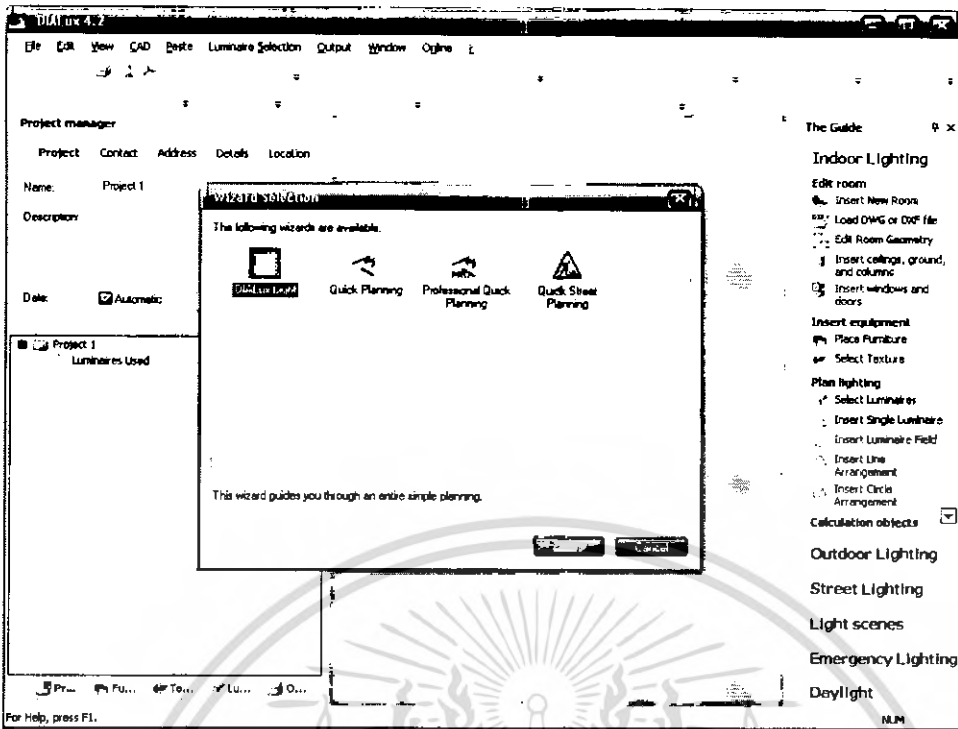 DIALux 4.2
File Edit View CAD Paste Luminaire Selection Output Window Online
Project manager
Project Contact Address Details Location
Name: Project 1
Description:
Date: Automatic
Project 1
Luminaires Used
Pr... Fu... Te... Lu... O...
For Help, press F1.
Wizard Selection
The following wizards are available.
DIALux Light
Quick Planning
Professional Quick
Planning
Quick Street
Planning
This wizard guides you through an entire simple planning.
Cancel
The Guide
Indoor Lighting
Edit room
Insert New Room
Load DWG or DXF file
Edit Room Geometry
Insert ceilings, ground,
and columns
Insert windows and
doors
Insert equipment
Place Furniture
Select Texture
Plan lighting
Select Luminaires
Insert Single Luminaire
Insert Luminaire Field
Insert Line
Arrangement
Insert Circle
Arrangement
Calculation objects
Outdoor Lighting
Street Lighting
Light scenes
Emergency Lighting
Daylight
NUM